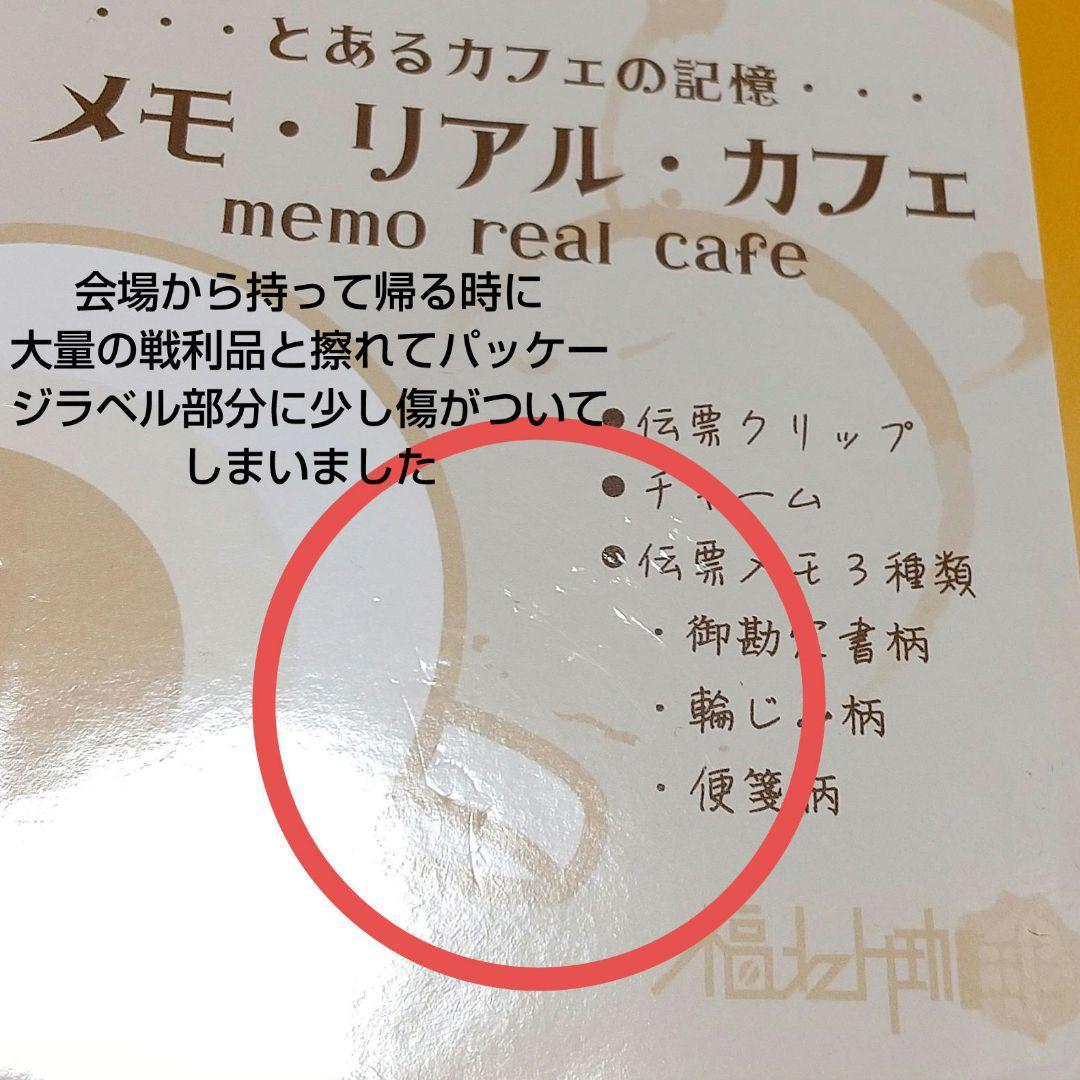 ・・・とあるカフェの記憶・・・
メモ・リアル・カフェ
memo real cafe
会場から持って帰る時に
大量の戦利品と擦れてパッケー
ジラベル部分に少し傷がついて
しまいました
●伝票クリップ
●チャーム
●伝票メモ3種類
・御勘定書柄
・輪じみ柄
・便箋柄